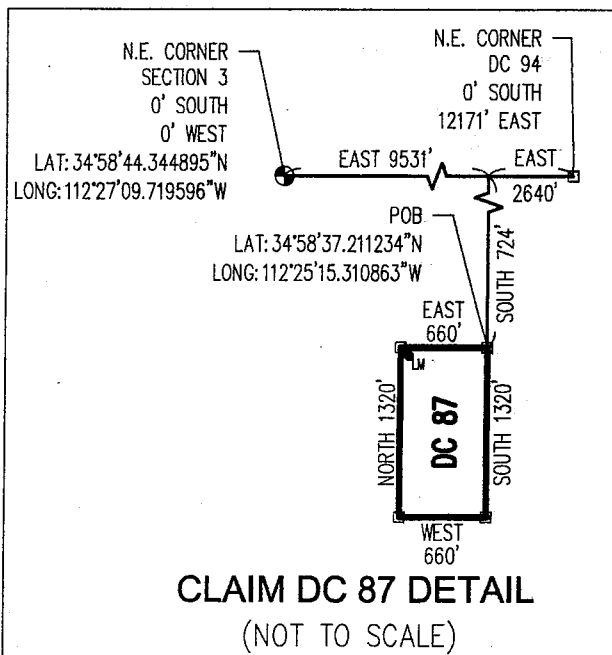 N.E. CORNER
SECTION 3
0' SOUTH
0' WEST
LAT: 34°58'44.344895"N
LONG: 112°27'09.719596"W
N.E. CORNER
DC 94
0' SOUTH
12171' EAST
EAST 9531'
EAST
2640'
POB
LAT: 34°58'37.211234"N
LONG: 112°25'15.310863"W
SOUTH 724'
EAST
660'
LM
NORTH 1320'
DC 87
SOUTH 1320'
WEST
660'
CLAIM DC 87 DETAIL
(NOT TO SCALE)